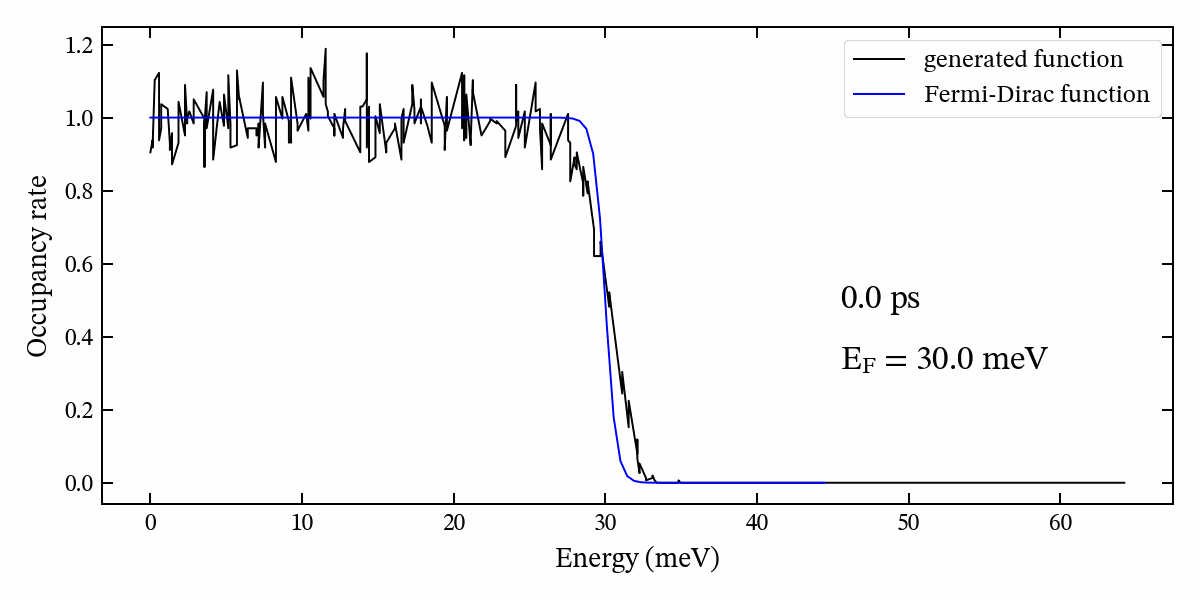 generated function
Fermi-Dirac function
Occupancy rate
1.2
1.0
0.8
0.6
0.4
0.2
0.0
0.0 ps
E_F = 30.0 meV
0 10 20 30 40 50 60
Energy (meV)